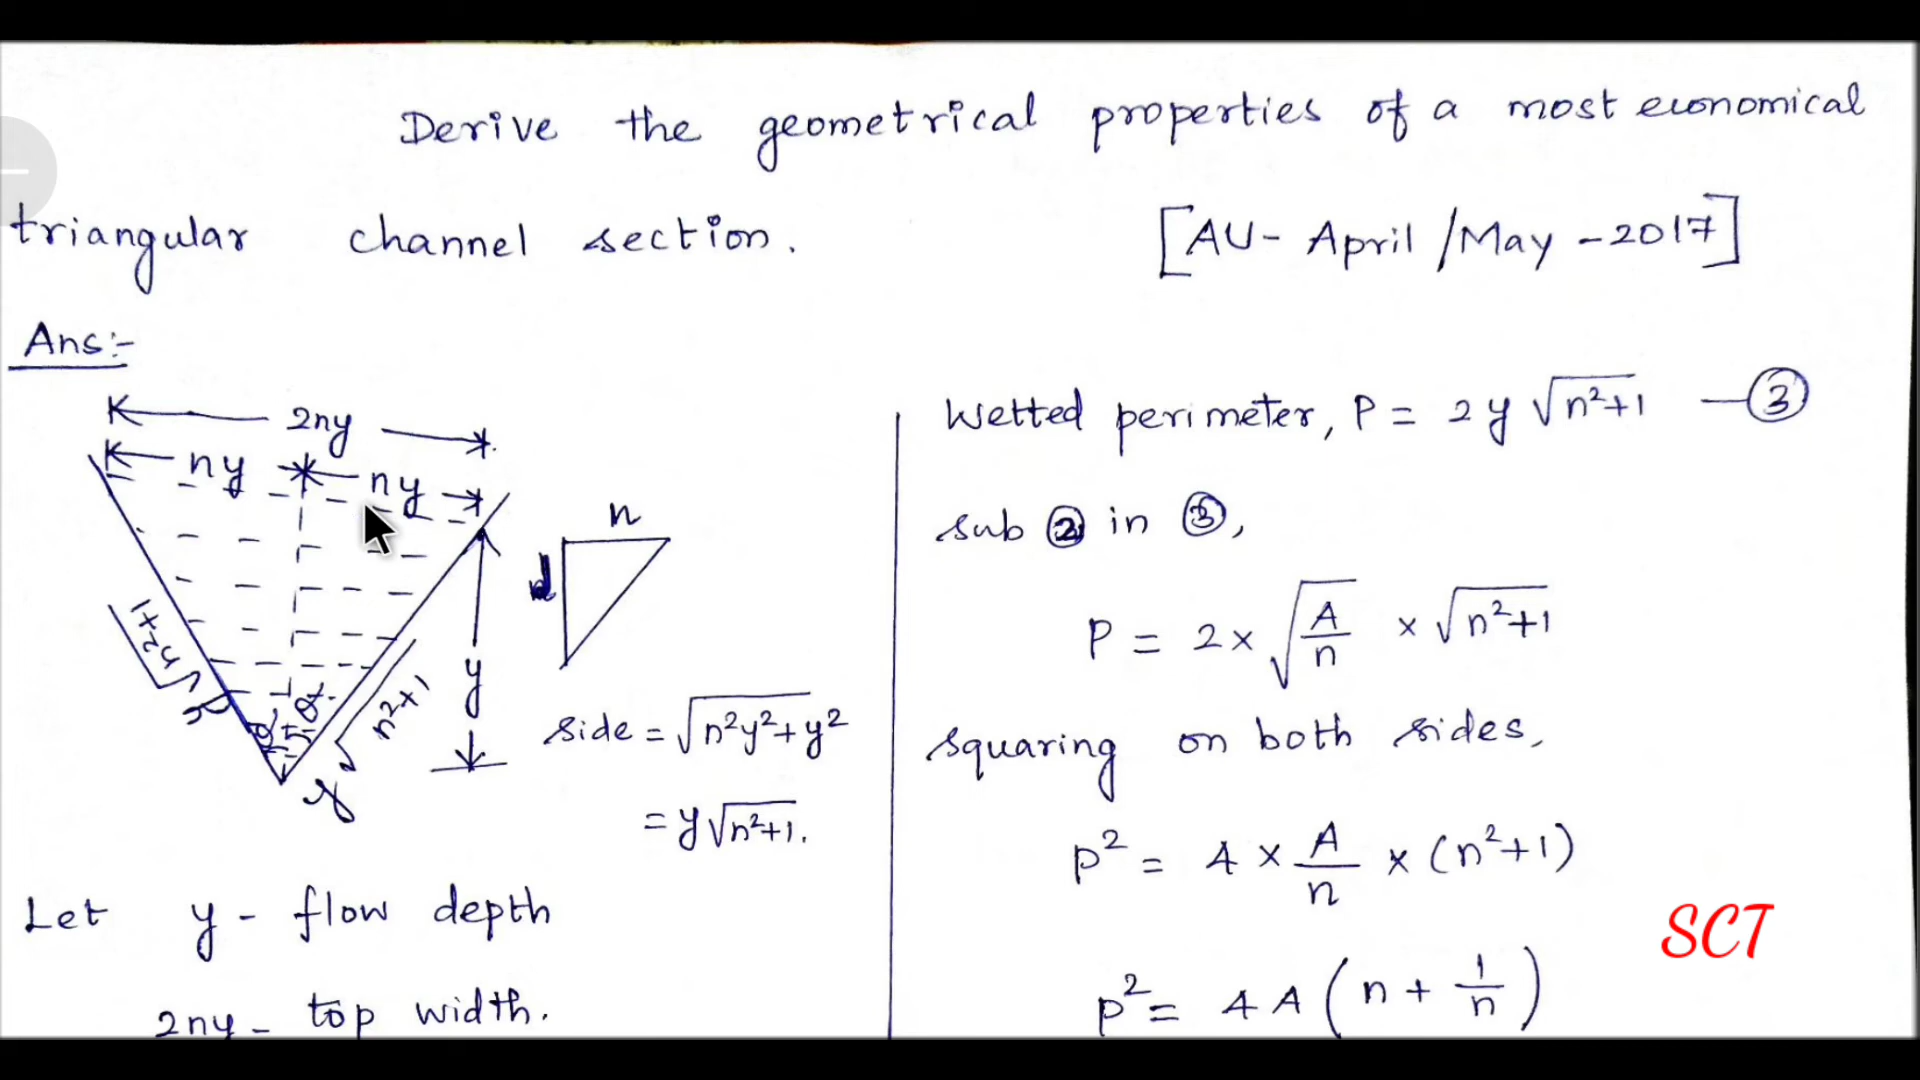 Derive the geometrical properties of a most economical
triangular channel section.
[AU- April /May -2017]
Ans:-
2ny
ny
ny
n
y√n²+1
θ θ
y√n²+1
y
side = √n²y²+y²
= y√n²+1.
Let y - flow depth
2ny - top width.
Wetted perimeter, P = 2y √n²+1 —③
sub ② in ③,
P = 2 × √A/n × √n²+1
squaring on both sides,
P² = 4 × A/n × (n²+1)
P² = 4A (n + 1/n)
SCT